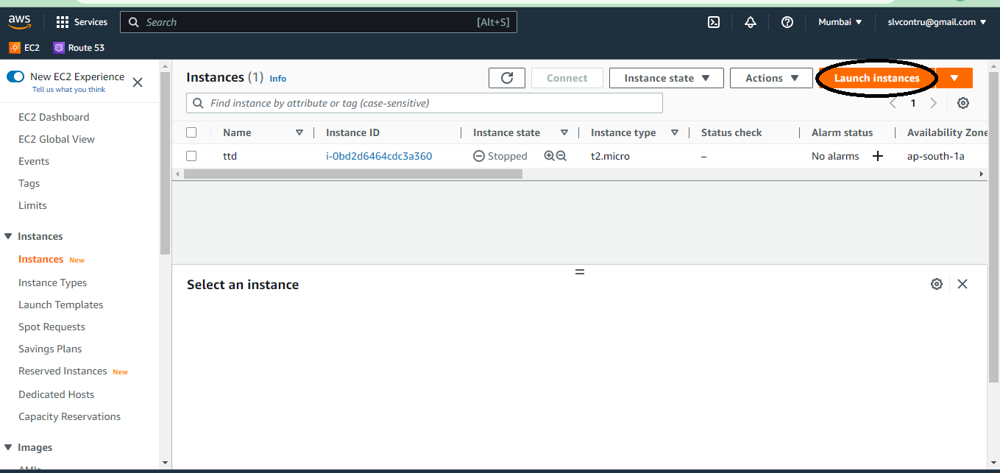 aws
Services
Search
[Alt+S]
Mumbai
slvcontru@gmail.com
EC2
Route 53
New EC2 Experience
Tell us what you think
EC2 Dashboard
EC2 Global View
Events
Tags
Limits
Instances
Instances New
Instance Types
Launch Templates
Spot Requests
Savings Plans
Reserved Instances New
Dedicated Hosts
Capacity Reservations
Images
AMIs
Instances (1) Info
Connect
Instance state
Actions
Launch instances
Find instance by attribute or tag (case-sensitive)
1
Name Instance ID Instance state Instance type Status check Alarm status Availability Zone
ttd i-0bd2d6464cdc3a360 Stopped t2.micro – No alarms + ap-south-1a
Select an instance